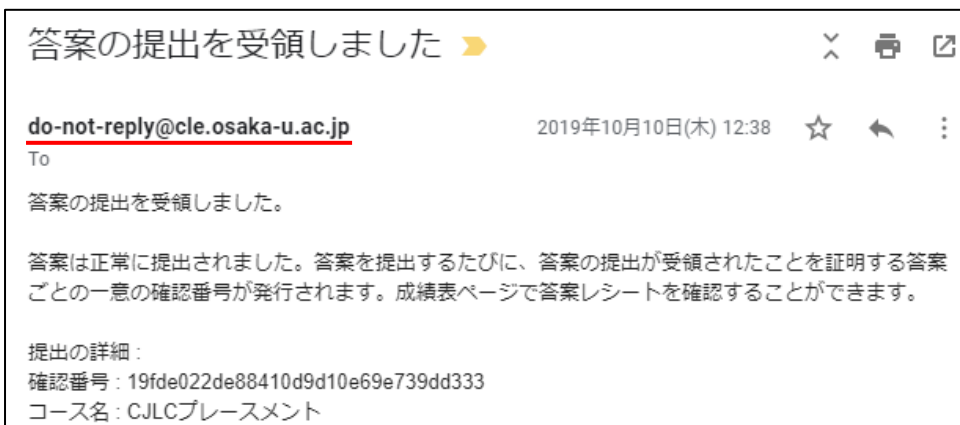 答案の提出を受領しました
do-not-reply@cle.osaka-u.ac.jp 2019年10月10日(木) 12:38
To
答案の提出を受領しました。
答案は正常に提出されました。答案を提出するたびに、答案の提出が受領されたことを証明する答案
ごとの一意の確認番号が発行されます。成績表ページで答案レシートを確認することができます。
提出の詳細 :
確認番号 : 19fde022de88410d9d10e69e739dd333
コース名 : CJLCプレースメント